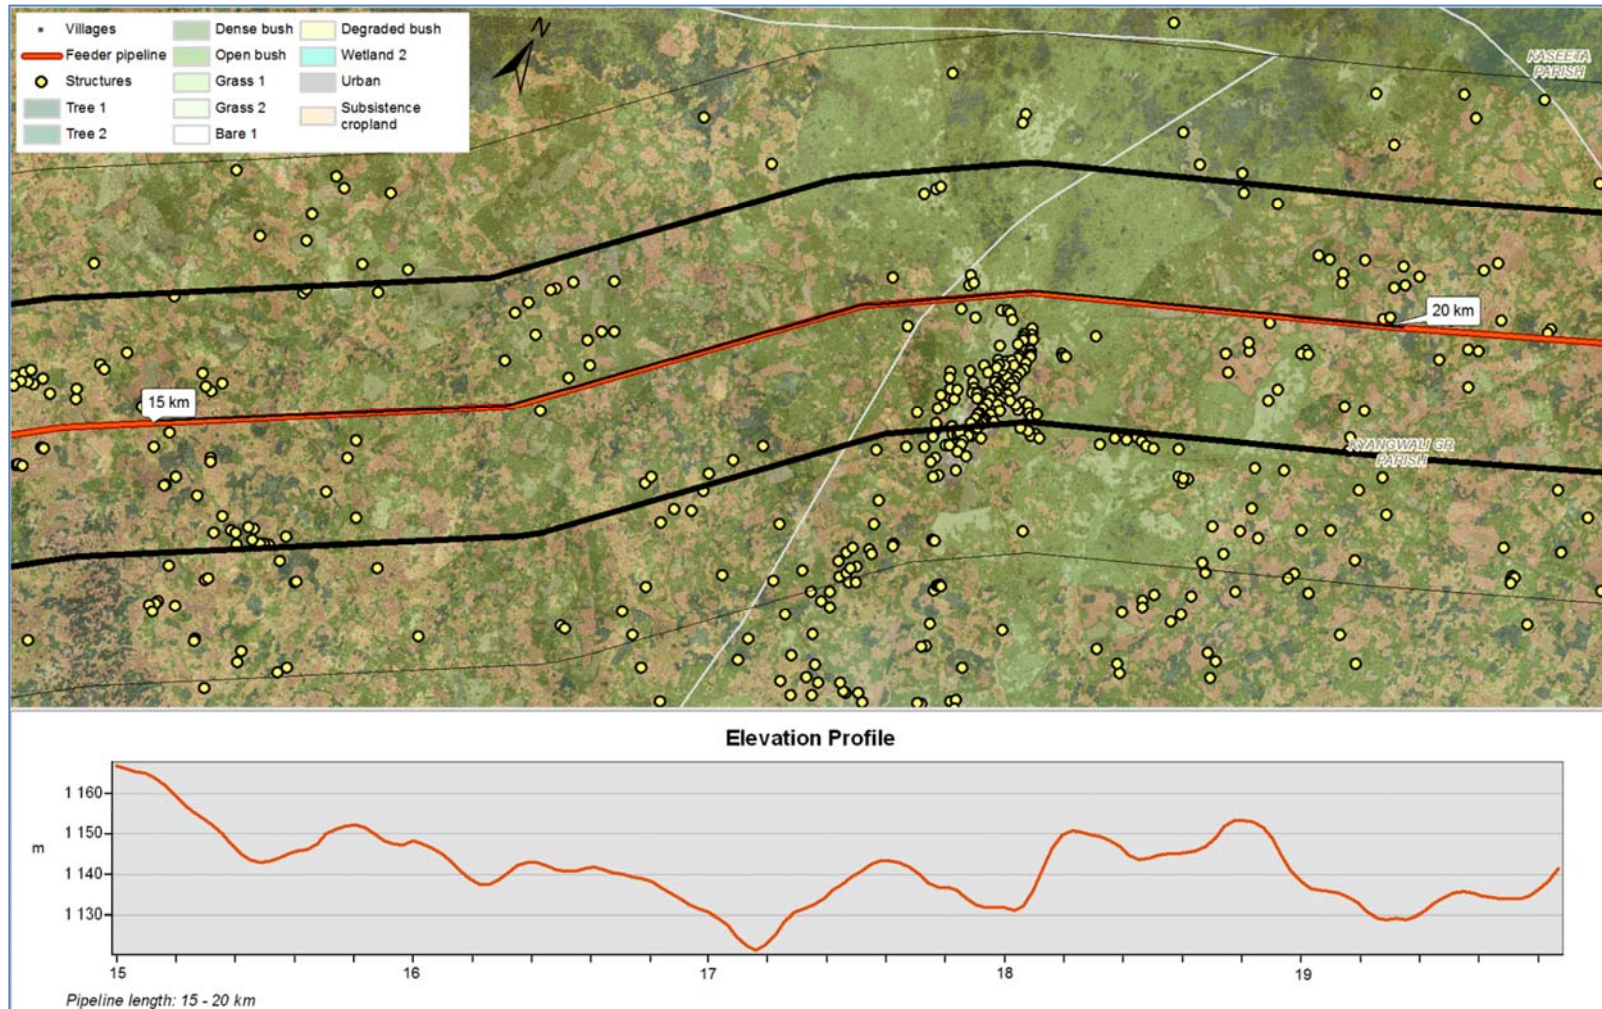 Villages
Feeder pipeline
Structures
Tree 1
Tree 2
Dense bush
Open bush
Grass 1
Grass 2
Bare 1
Degraded bush
Wetland 2
Urban
Subsistence
cropland
N
KASEETA
PARISH
20 km
15 km
KYANGWALI GR
PARISH
Elevation Profile
m
1 160
1 150
1 140
1 130
15 16 17 18 19
Pipeline length: 15 - 20 km